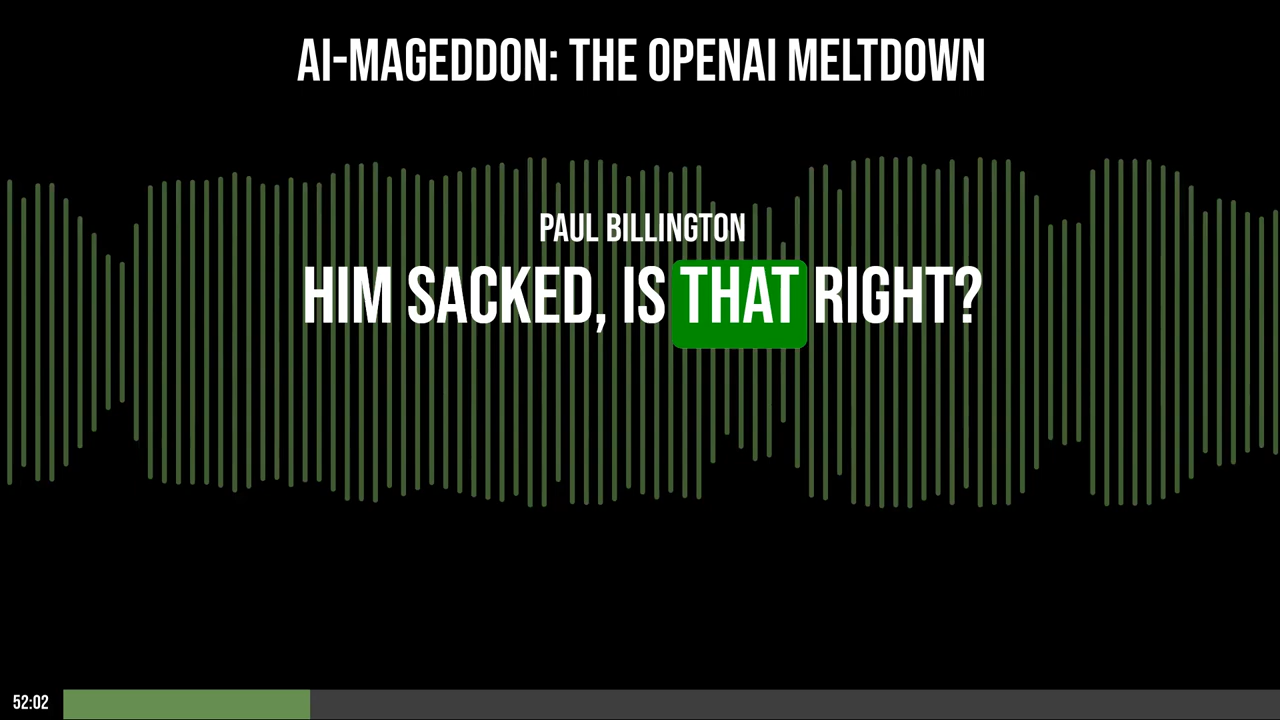 AI-MAGEDDON: THE OPENAI MELTDOWN
PAUL BILLINGTON
HIM SACKED, IS THAT RIGHT?
52:02